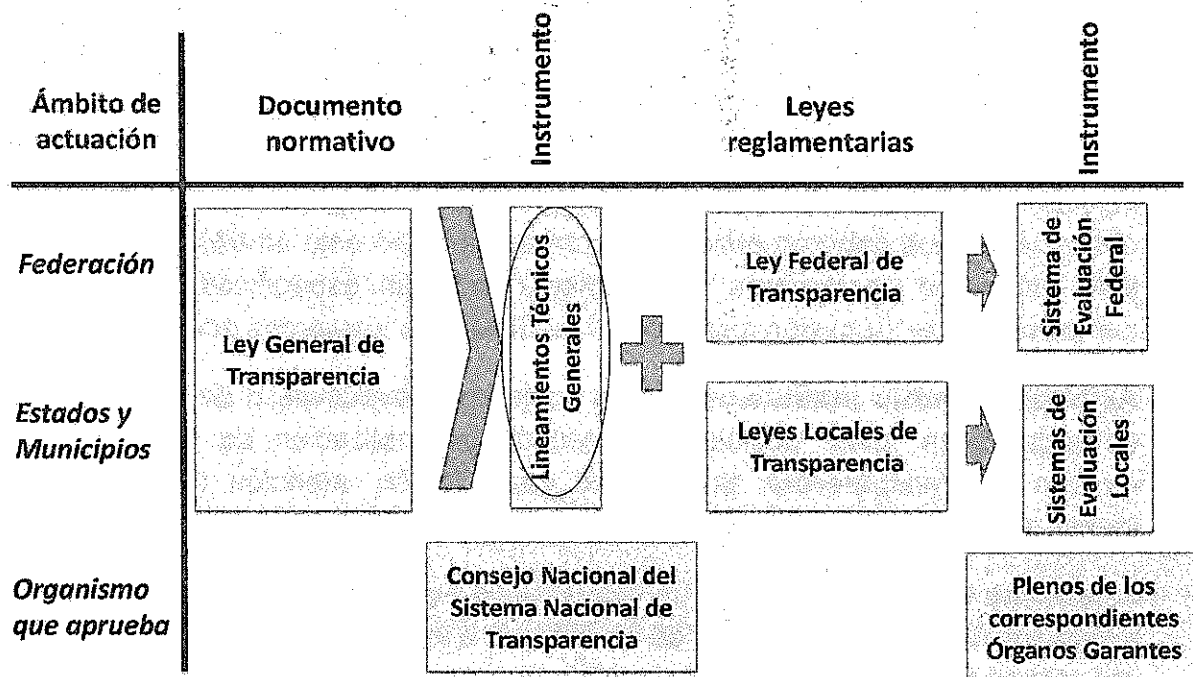 Ámbito de
actuación
Documento
normativo
Instrumento
Leyes
reglamentarias
Instrumento
Federación
Estados y
Municipios
Ley General de
Transparencia
Lineamientos Técnicos
Generales
Ley Federal de
Transparencia
Sistema de
Evaluación
Federal
Leyes Locales de
Transparencia
Sistemas de
Evaluación
Locales
Organismo
que aprueba
Consejo Nacional del
Sistema Nacional de
Transparencia
Plenos de los
correspondientes
Órganos Garantes